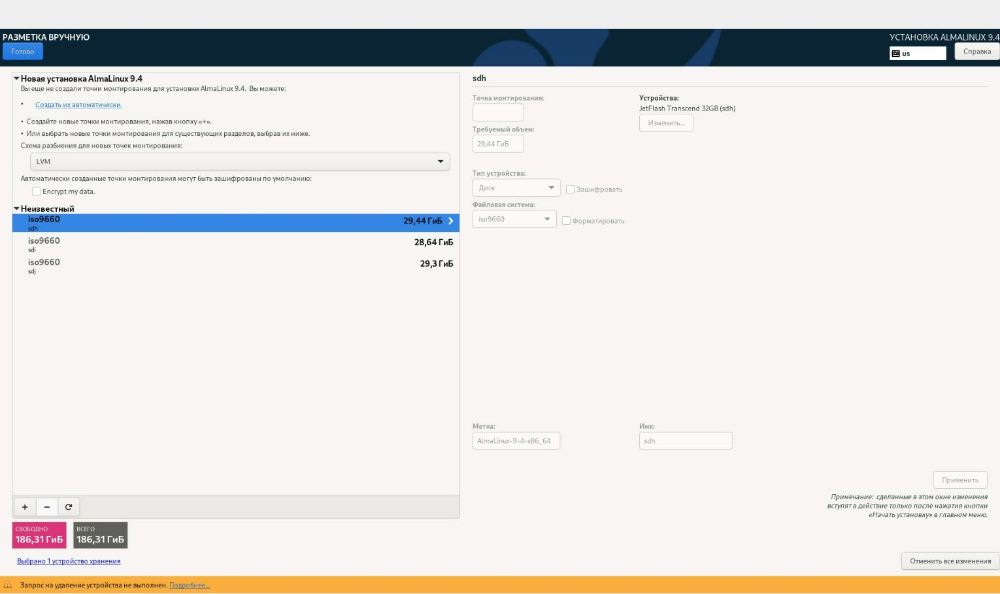 РАЗМЕТКА ВРУЧНУЮ
УСТАНОВКА ALMALINUX 9.4
Готово
us
Справка
Новая установка AlmaLinux 9.4
Вы еще не создали точки монтирования для установки AlmaLinux 9.4. Вы можете:
• Создать их автоматически.
• Создайте новые точки монтирования, нажав кнопку «+».
• Или выбрать новые точки монтирования для существующих разделов, выбрав их ниже.
Схема разбиения для новых точек монтирования:
LVM
Автоматически созданные точки монтирования могут быть зашифрованы по умолчанию:
Encrypt my data.
Неизвестный
iso9660 29,44 ГиБ
sdh
iso9660 28,64 ГиБ
sdi
iso9660 29,3 ГиБ
sdj
СВОБОДНО
186,31 ГиБ
ВСЕГО
186,31 ГиБ
Выбрано 1 устройство хранения
sdh
Точка монтирования:
Требуемый объем:
29,44 ГиБ
Устройства:
JetFlash Transcend 32GB (sdh)
Изменить...
Тип устройства:
Диск
Зашифровать
Файловая система:
iso9660
Форматировать
Метка:
AlmaLinux-9-4-x86_64
Имя:
sdh
Применить
Примечание: сделанные в этом окне изменения
вступят в действие только после нажатия кнопки
«Начать установку» в главном меню.
Отменить все изменения
Запрос на удаление устройства не выполнен. Подробнее...